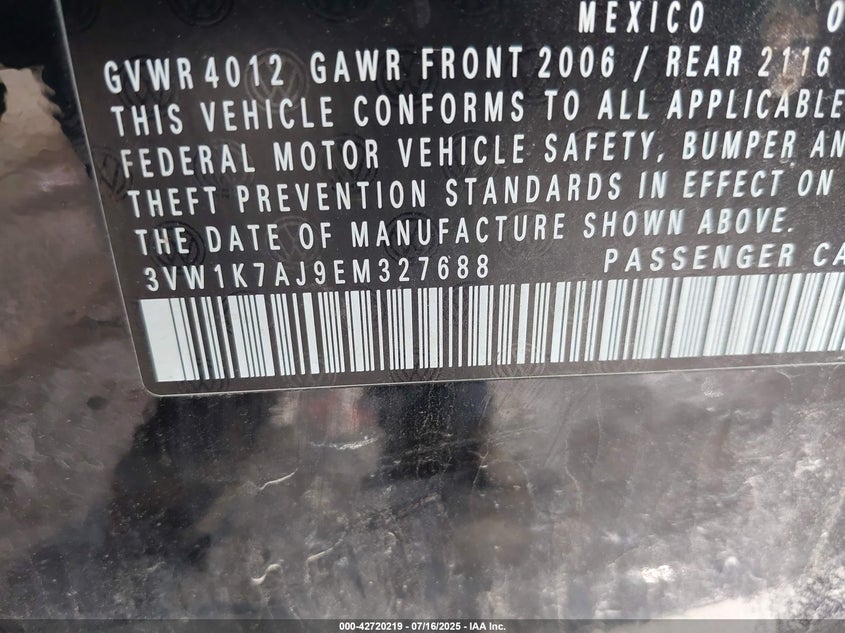 MEXICO 0
GVWR 4012 GAWR FRONT 2006 / REAR 2116
THIS VEHICLE CONFORMS TO ALL APPLICABLE
FEDERAL MOTOR VEHICLE SAFETY, BUMPER AN
THEFT PREVENTION STANDARDS IN EFFECT ON
THE DATE OF MANUFACTURE SHOWN ABOVE.
3VW1K7AJ9EM327688 PASSENGER CA
000-42720219 - 07/16/2025 - IAA Inc.